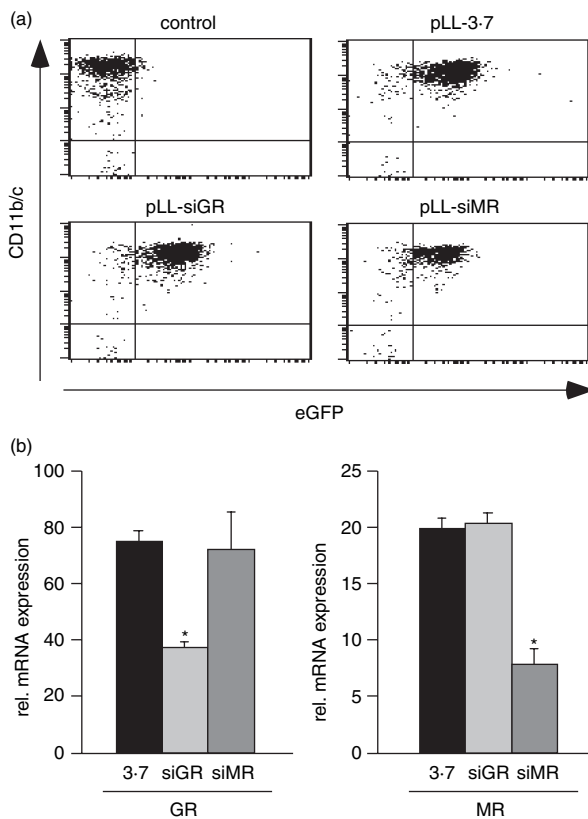 (a)
control
pLL-3·7
pLL-siGR
pLL-siMR
CD11b/c
eGFP
(b)
100
80
60
40
20
0
rel. mRNA expression
*
3·7 siGR siMR
GR
25
20
15
10
5
0
rel. mRNA expression
*
3·7 siGR siMR
MR